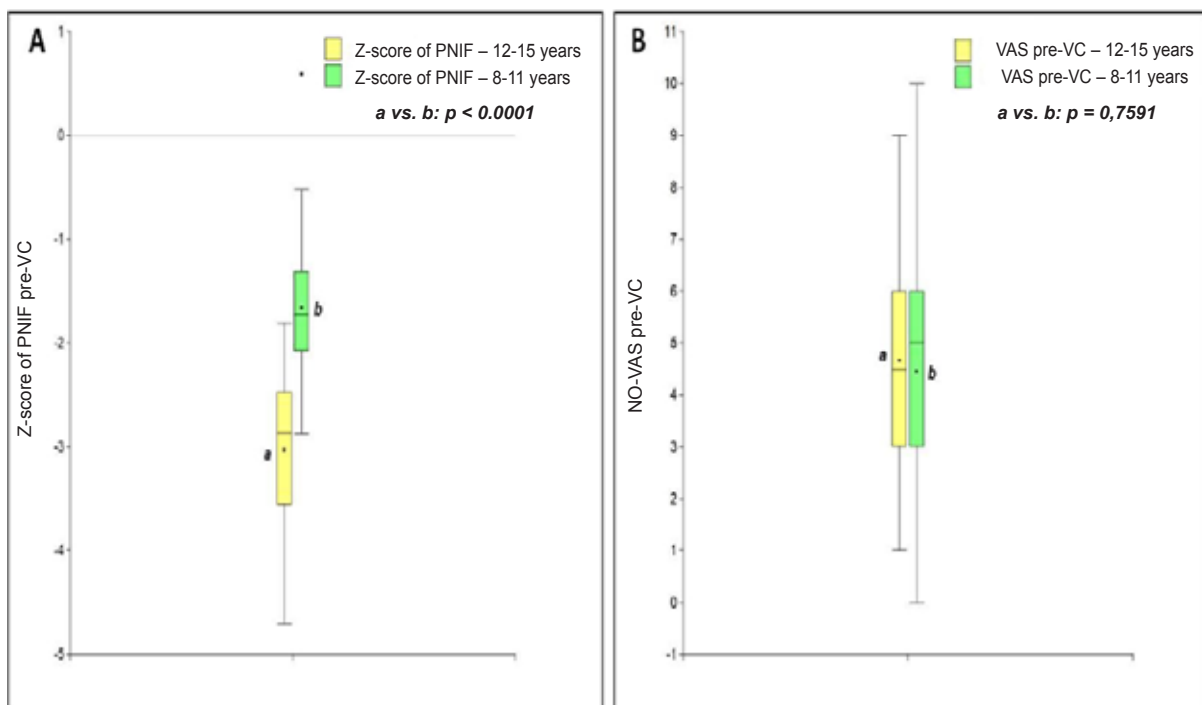 A
Z-score of PNIF – 12-15 years
Z-score of PNIF – 8-11 years
a vs. b: p < 0.0001
Z-score of PNIF pre-VC
1
0
-1
-2
-3
-4
-5
b
a
B
VAS pre-VC – 12-15 years
VAS pre-VC – 8-11 years
a vs. b: p = 0,7591
NO-VAS pre-VC
11
10
9
8
7
6
5
4
3
2
1
0
-1
a
b